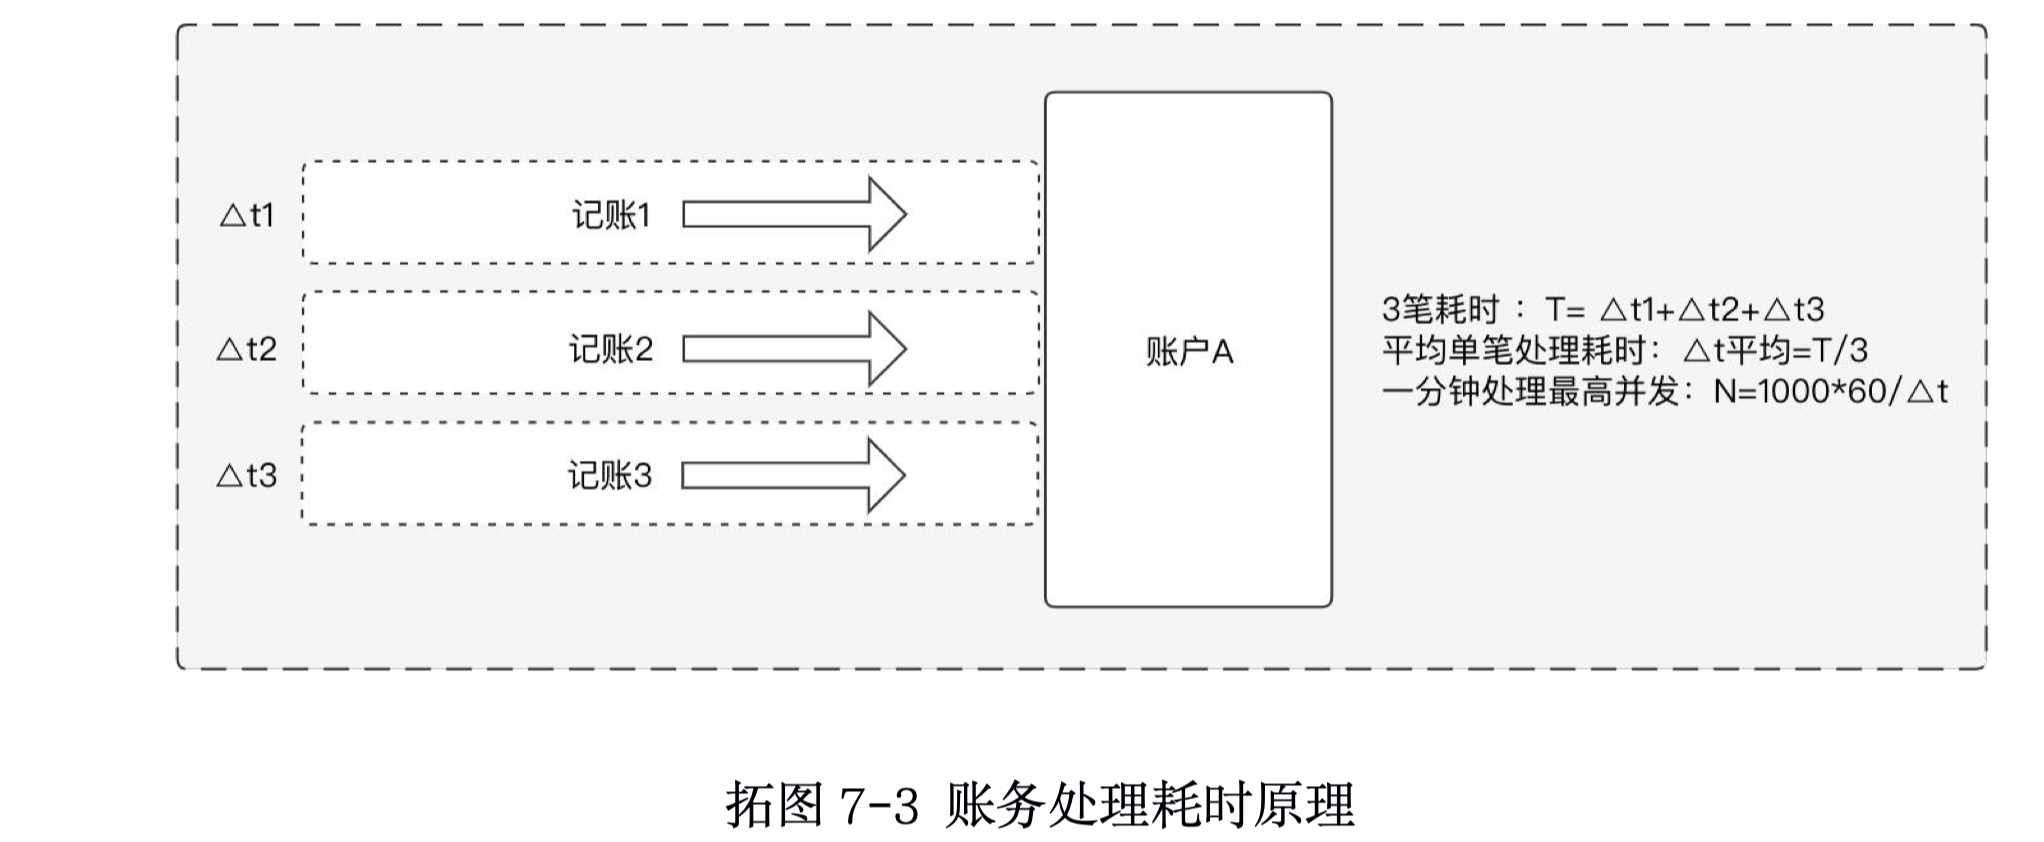 △t1
记账1
△t2
记账2
△t3
记账3
账户A
3笔耗时 ：T= △t1+△t2+△t3
平均单笔处理耗时：△t平均=T/3
一分钟处理最高并发：N=1000*60/△t
拓图 7-3 账务处理耗时原理